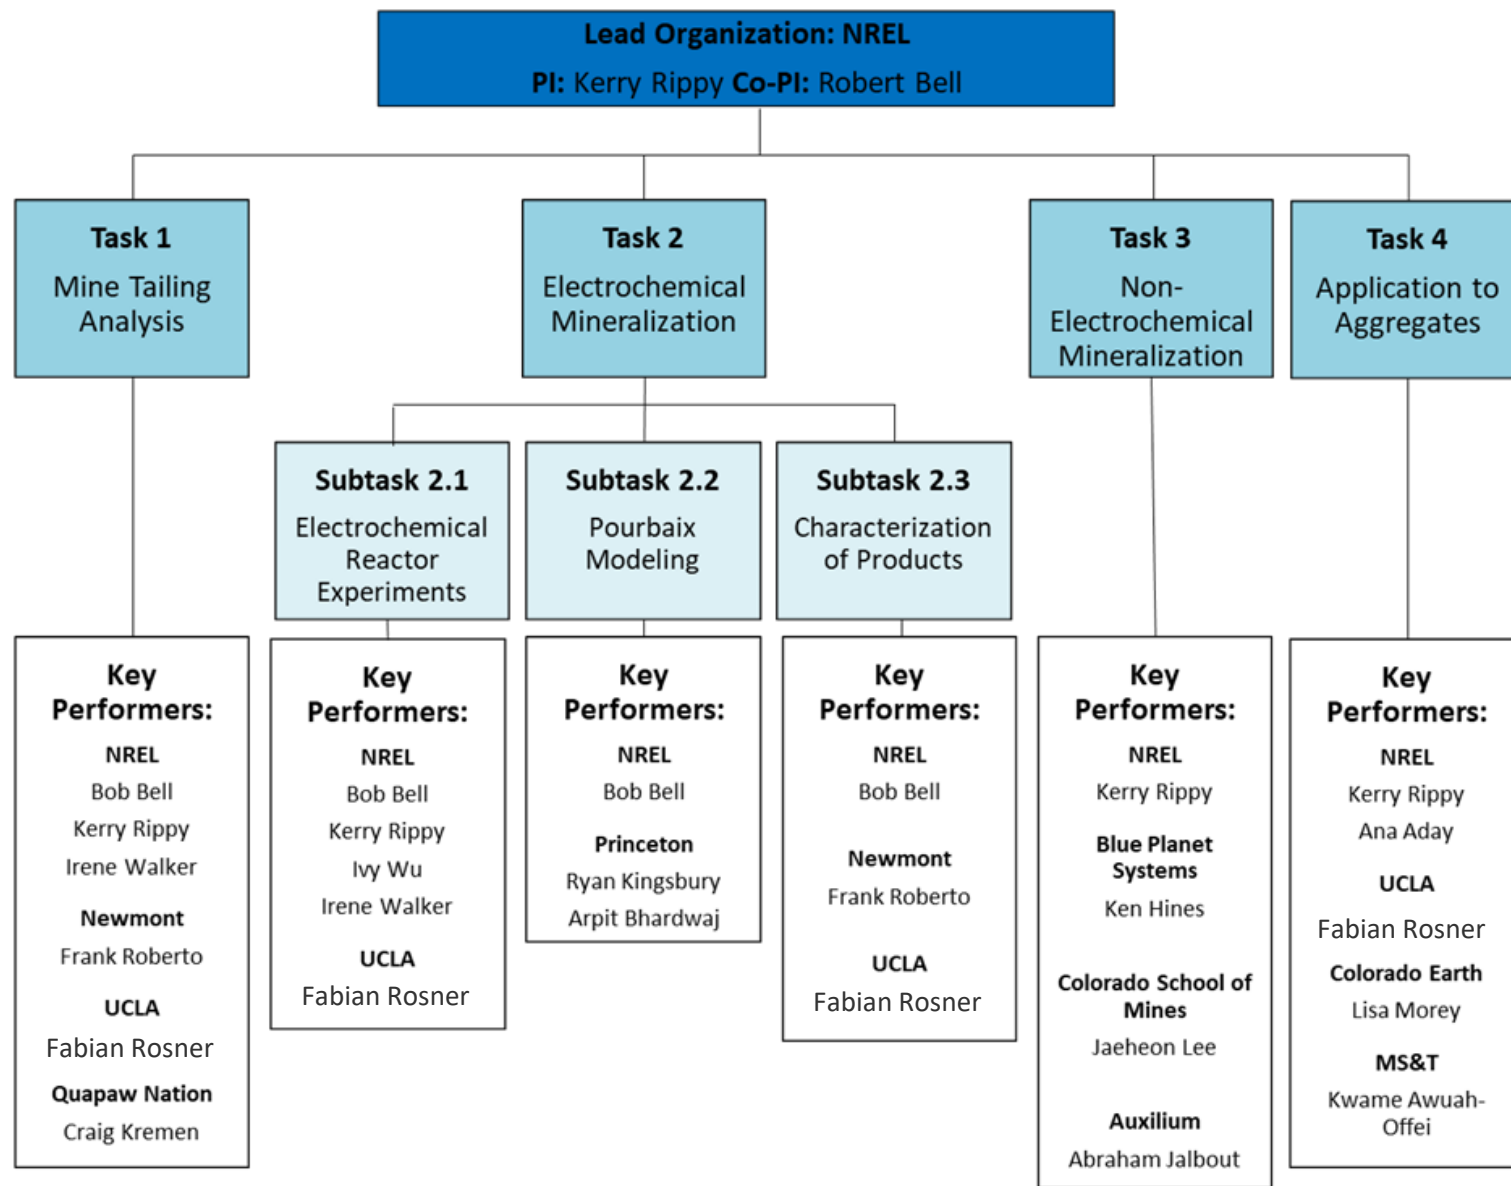 Lead Organization: NREL
PI: Kerry Rippy Co-PI: Robert Bell
Task 1
Mine Tailing
Analysis
Task 2
Electrochemical
Mineralization
Task 3
Non-
Electrochemical
Mineralization
Task 4
Application to
Aggregates
Subtask 2.1
Electrochemical
Reactor
Experiments
Subtask 2.2
Pourbaix
Modeling
Subtask 2.3
Characterization
of Products
Key
Performers:
NREL
Bob Bell
Kerry Rippy
Irene Walker
Newmont
Frank Roberto
UCLA
Fabian Rosner
Quapaw Nation
Craig Kremen
Key
Performers:
NREL
Bob Bell
Kerry Rippy
Ivy Wu
Irene Walker
UCLA
Fabian Rosner
Key
Performers:
NREL
Bob Bell
Princeton
Ryan Kingsbury
Arpit Bhardwaj
Key
Performers:
NREL
Bob Bell
Newmont
Frank Roberto
UCLA
Fabian Rosner
Key
Performers:
NREL
Kerry Rippy
Blue Planet
Systems
Ken Hines
Colorado School of
Mines
Jaeheon Lee
Auxilium
Abraham Jalbout
Key
Performers:
NREL
Kerry Rippy
Ana Aday
UCLA
Fabian Rosner
Colorado Earth
Lisa Morey
MS&T
Kwame Awuah-
Offei